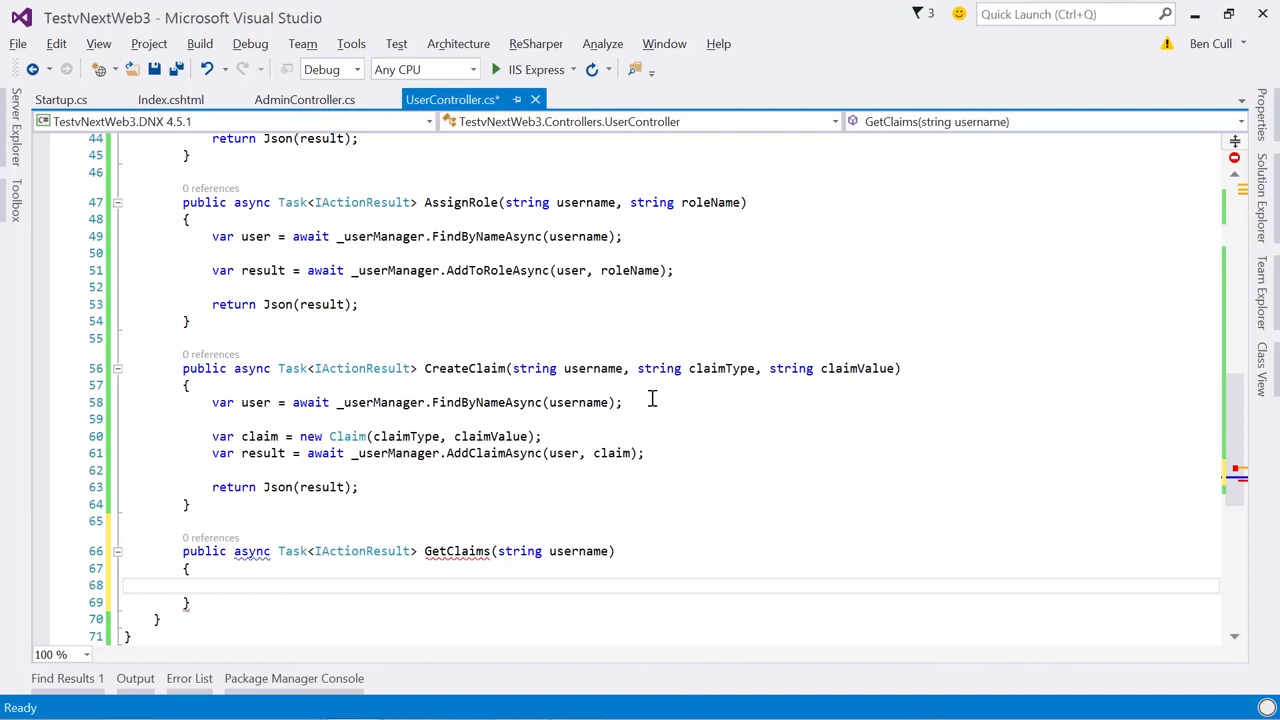 TestvNextWeb3 - Microsoft Visual Studio
3
Quick Launch (Ctrl+Q)
File Edit View Project Build Debug Team Tools Test Architecture ReSharper Analyze Window Help
Ben Cull
Debug Any CPU IIS Express
Startup.cs Index.cshtml AdminController.cs UserController.cs*
TestvNextWeb3.DNX 4.5.1 TestvNextWeb3.Controllers.UserController GetClaims(string username)
Server Explorer
Toolbox
44 return Json(result);
45 }
46
0 references
47 public async Task<IActionResult> AssignRole(string username, string roleName)
48 {
49 var user = await _userManager.FindByNameAsync(username);
50
51 var result = await _userManager.AddToRoleAsync(user, roleName);
52
53 return Json(result);
54 }
55
0 references
56 public async Task<IActionResult> CreateClaim(string username, string claimType, string claimValue)
57 {
58 var user = await _userManager.FindByNameAsync(username);
59
60 var claim = new Claim(claimType, claimValue);
61 var result = await _userManager.AddClaimAsync(user, claim);
62
63 return Json(result);
64 }
65
0 references
66 public async Task<IActionResult> GetClaims(string username)
67 {
68
69 }
70 }
71 }
Properties
Solution Explorer
Team Explorer
Class View
100 %
Find Results 1 Output Error List Package Manager Console
Ready